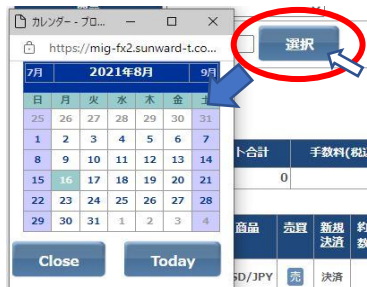 カレンダー - ブロ...
https://mig-fx2.sunward-t.co...
7月 2021年8月 9月
日 月 火 水 木 金 土
25 26 27 28 29 30 31
1 2 3 4 5 6 7
8 9 10 11 12 13 14
15 16 17 18 19 20 21
22 23 24 25 26 27 28
29 30 31 1 2 3 4
Close Today
選択
ト合計 手数料(税込
0
商品 売買 新規
決済 約
数
SD/JPY 売 決済